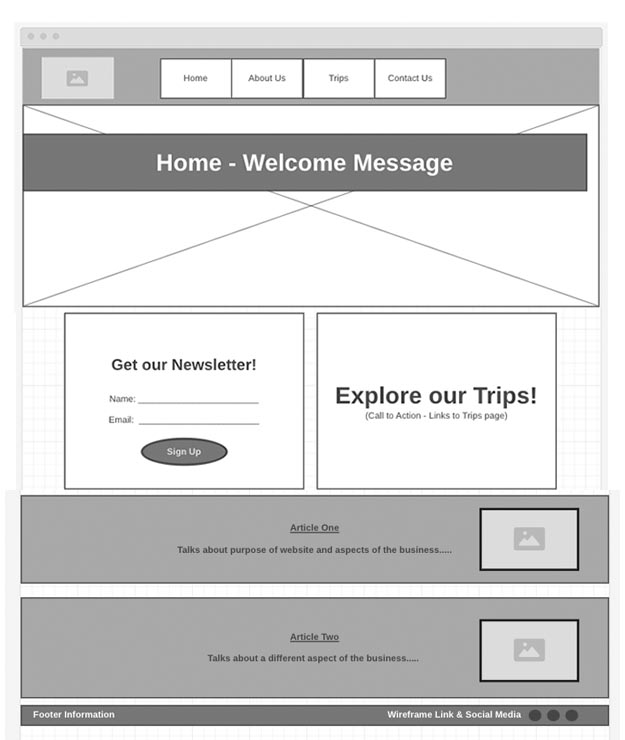 Home
About Us
Trips
Contact Us
Home - Welcome Message
Get our Newsletter!
Name: ________________________
Email: ________________________
Sign Up
Explore our Trips!
(Call to Action - Links to Trips page)
Article One
Talks about purpose of website and aspects of the business.....
Article Two
Talks about a different aspect of the business.....
Footer Information
Wireframe Link & Social Media